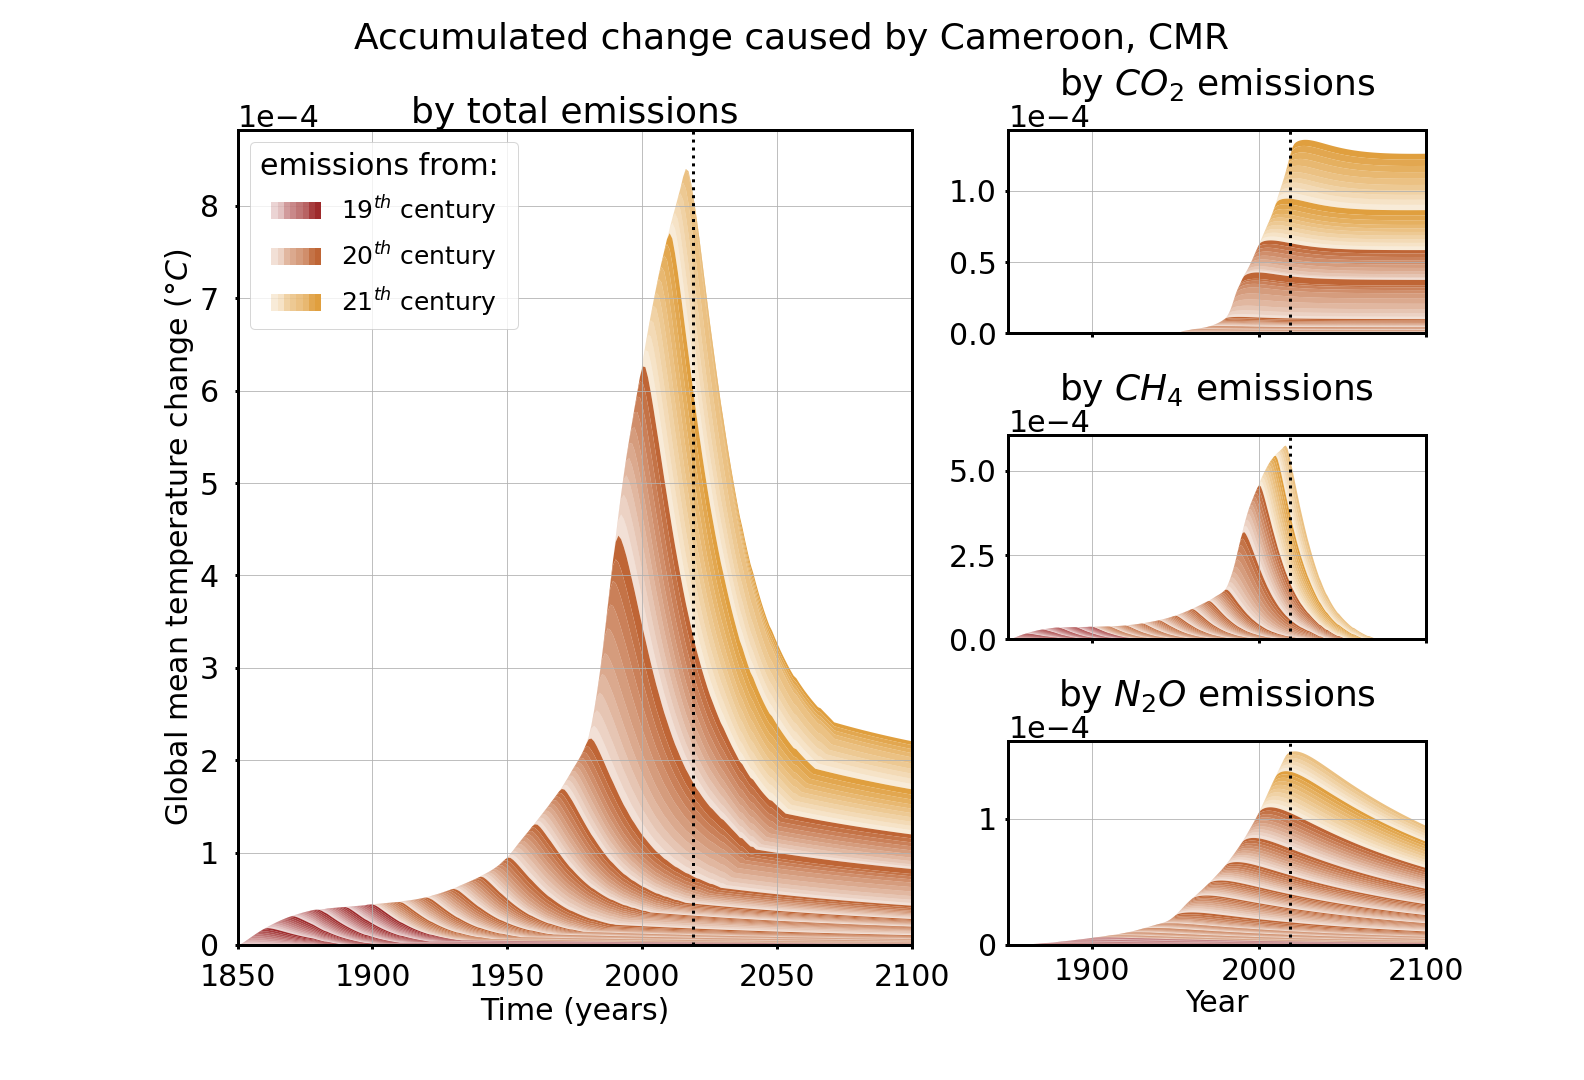 Accumulated change caused by Cameroon, CMR
by total emissions
1e−4
emissions from:
19th century
20th century
21th century
Global mean temperature change (°C)
8
7
6
5
4
3
2
1
0
1850 1900 1950 2000 2050 2100
Time (years)
by CO2 emissions
1e−4
1.0
0.5
0.0
by CH4 emissions
1e−4
5.0
2.5
0.0
by N2O emissions
1e−4
1
0
1900 2000 2100
Year